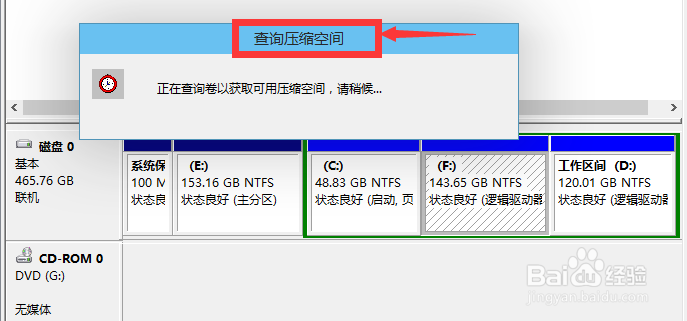 查询压缩空间
正在查询卷以获取可用压缩空间，请稍候...
磁盘 0
基本
465.76 GB
联机
系统保
100 M
状态良
(E:)
153.16 GB NTFS
状态良好 (主分区)
(C:)
48.83 GB NTFS
状态良好 (启动, 页
(F:)
143.65 GB NTFS
状态良好 (逻辑驱动器
工作区间 (D:)
120.01 GB NTFS
状态良好 (逻辑驱动器
CD-ROM 0
DVD (G:)
无媒体
Baidu 经验
jingyan.baidu.com